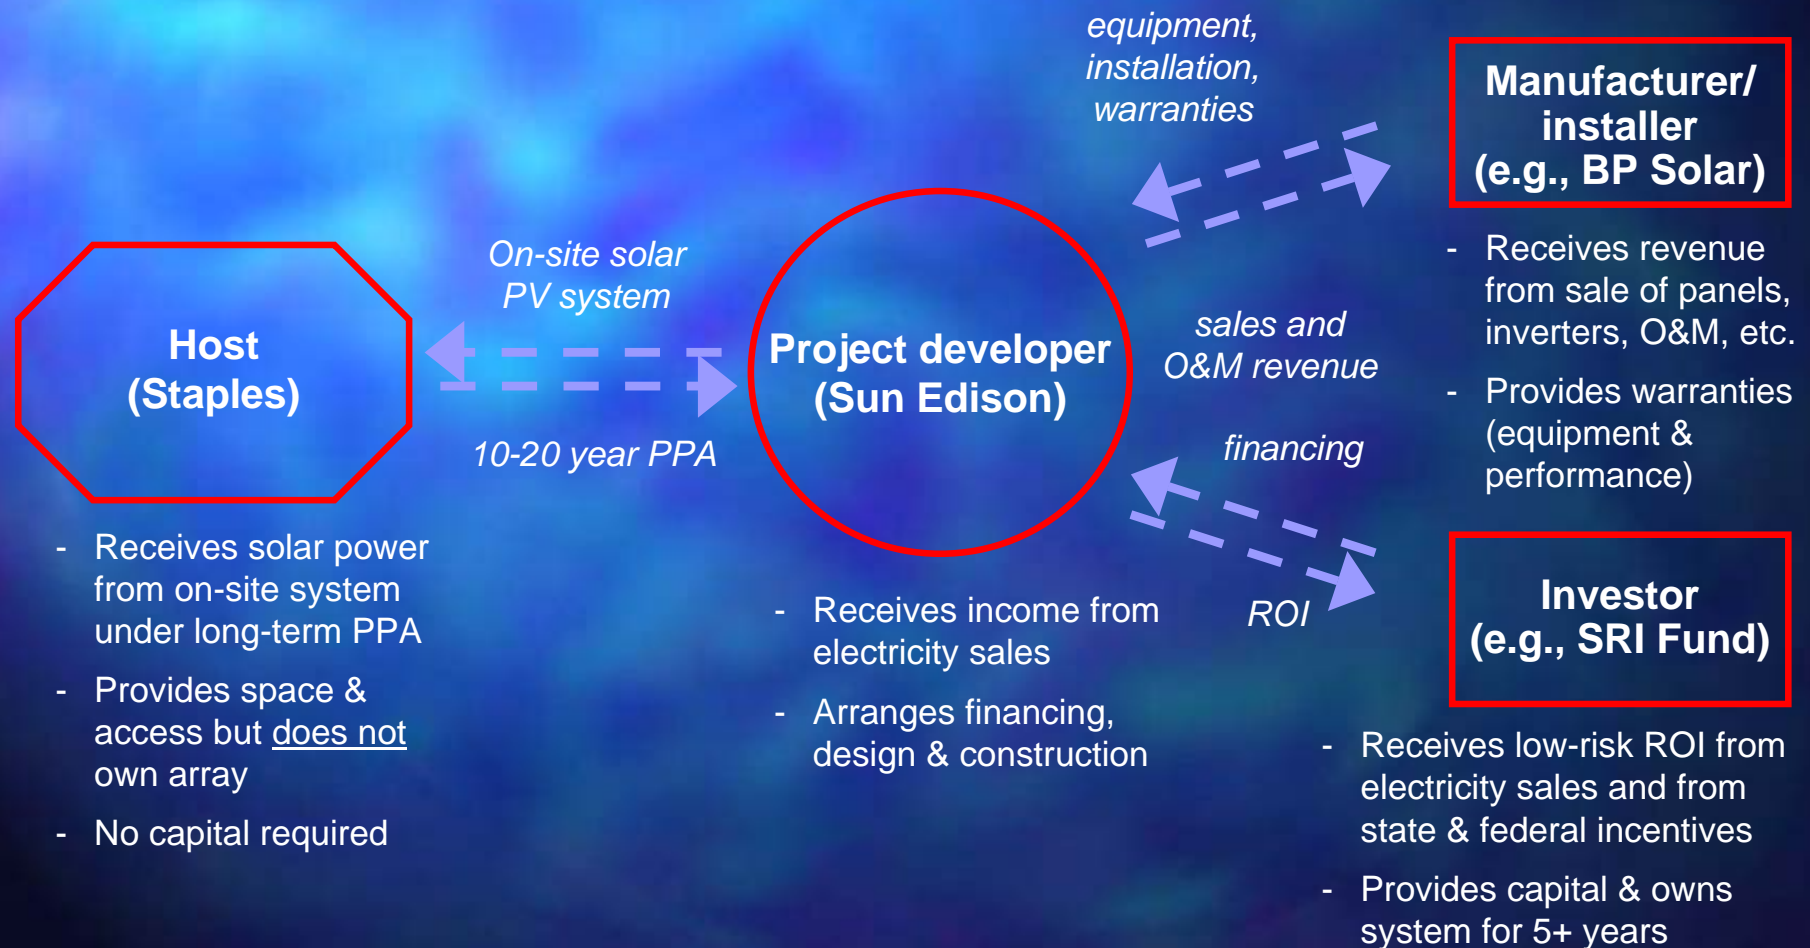 Host
(Staples)
- Receives solar power
from on-site system
under long-term PPA
- Provides space &
access but does not
own array
- No capital required
On-site solar
PV system
10-20 year PPA
Project developer
(Sun Edison)
- Receives income from
electricity sales
- Arranges financing,
design & construction
equipment,
installation,
warranties
sales and
O&M revenue
financing
ROI
Manufacturer/
installer
(e.g., BP Solar)
- Receives revenue
from sale of panels,
inverters, O&M, etc.
- Provides warranties
(equipment &
performance)
Investor
(e.g., SRI Fund)
- Receives low-risk ROI from
electricity sales and from
state & federal incentives
- Provides capital & owns
system for 5+ years